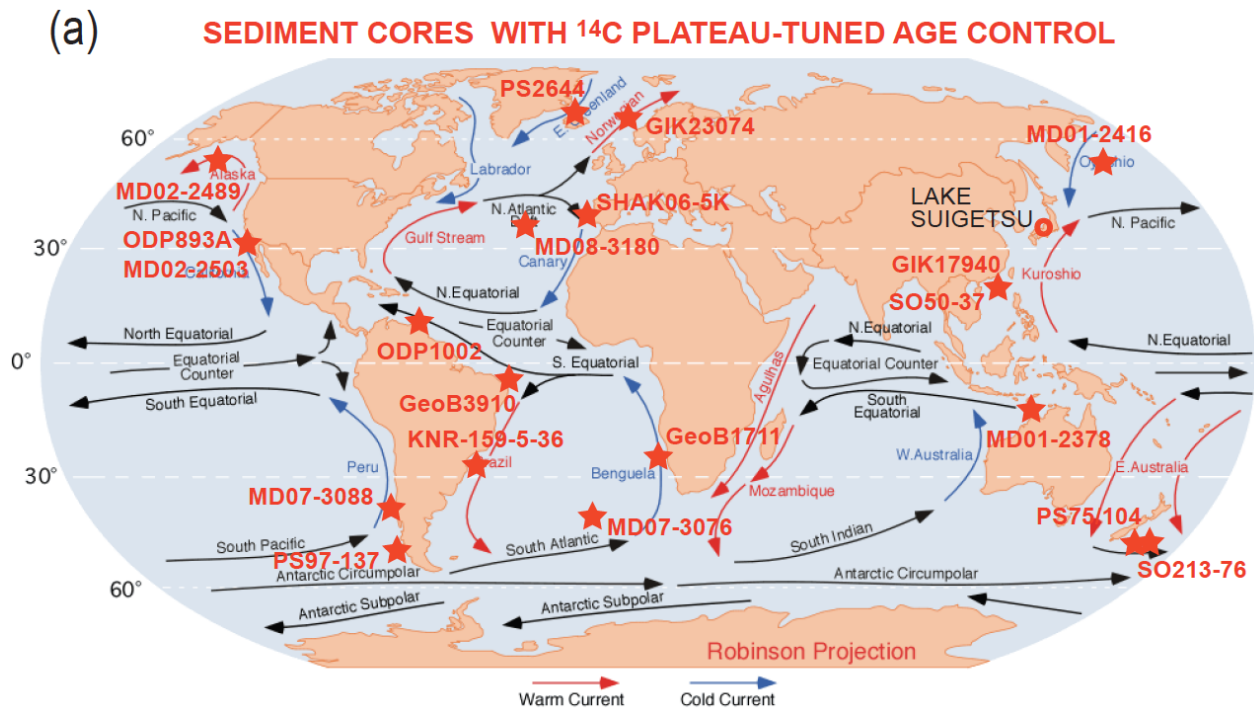 (a)
SEDIMENT CORES WITH ¹⁴C PLATEAU-TUNED AGE CONTROL
PS2644
E. Greenland
Norwegian
GIK23074
60°
MD01-2416
Oyashio
Labrador
Alaska
MD02-2489
N. Pacific
N.Atlantic
SHAK06-5K
LAKE
SUIGETSU
N. Pacific
ODP893A
Gulf Stream
MD08-3180
30°
MD02-2503
California
Canary
GIK17940
Kuroshio
SO50-37
N.Equatorial
North Equatorial
Equatorial
Counter
N.Equatorial
N.Equatorial
ODP1002
Equatorial
Counter
S. Equatorial
Equatorial Counter
0°
Agulhas
South Equatorial
GeoB3910
South
Equatorial
KNR-159-5-36
GeoB1711
MD01-2378
Brazil
Peru
Benguela
W.Australia
E.Australia
30°
MD07-3088
Mozambique
MD07-3076
PS75-104
South Pacific
PS97-137
South Atlantic
South Indian
SO213-76
Antarctic Circumpolar
Antarctic Circumpolar
60°
Antarctic Subpolar
Antarctic Subpolar
Robinson Projection
Warm Current
Cold Current